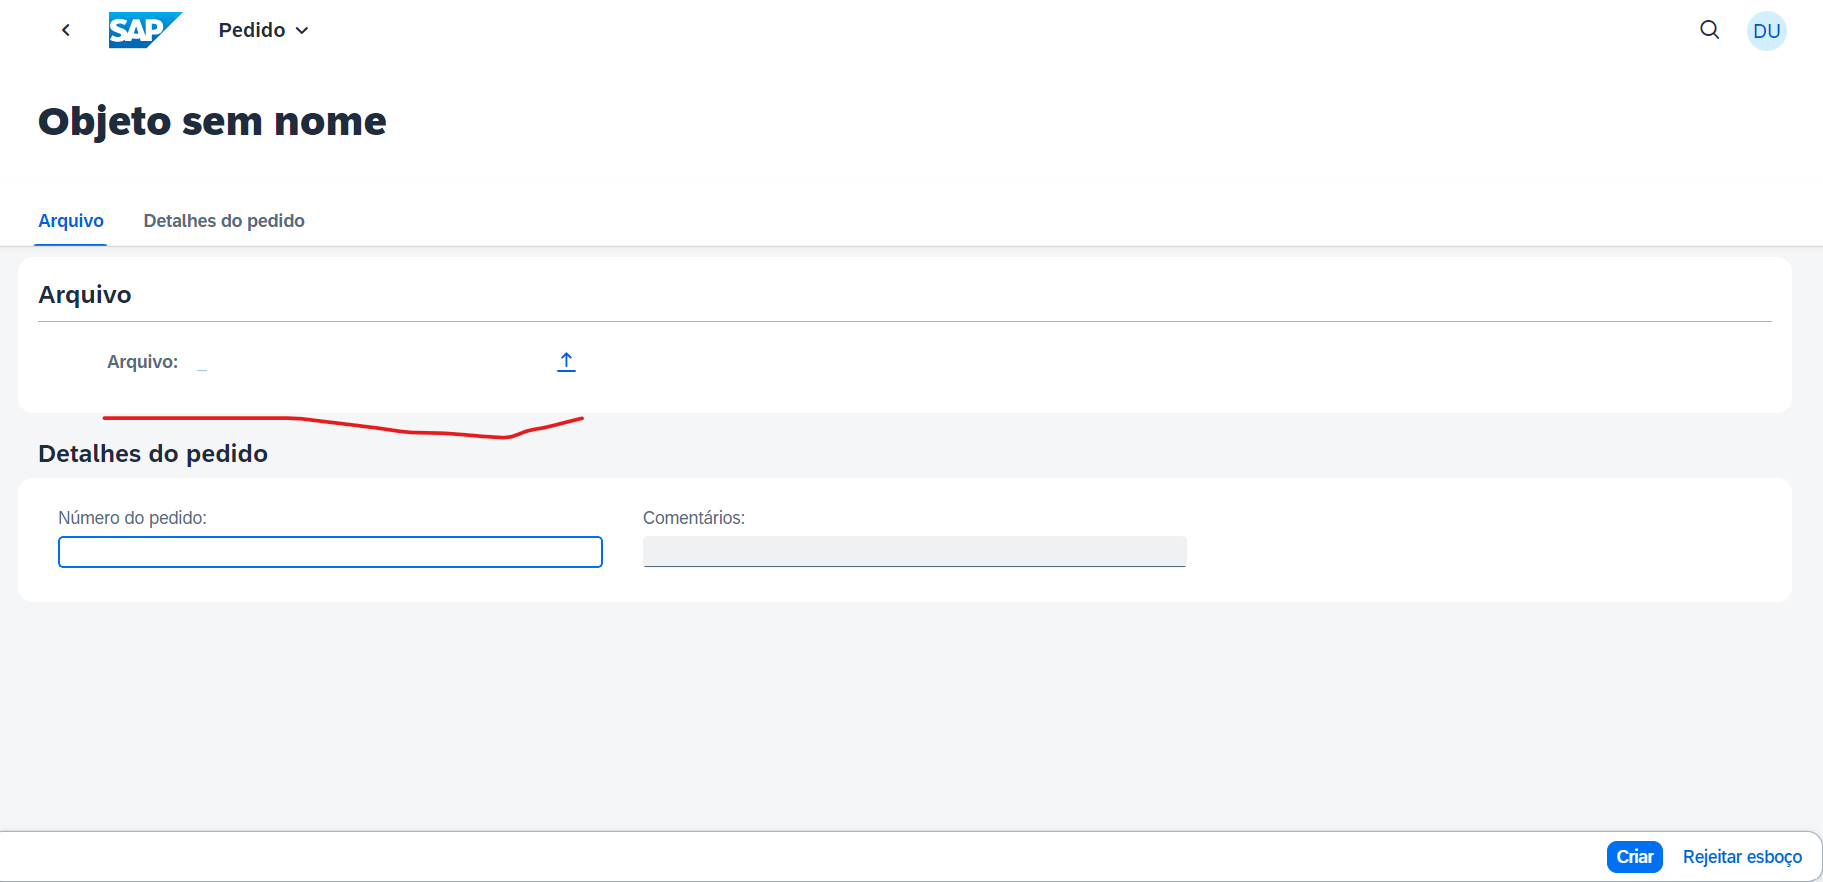 SAP Pedido
DU
Objeto sem nome
Arquivo Detalhes do pedido
Arquivo
Arquivo: _
Detalhes do pedido
Número do pedido: Comentários:
Criar Rejeitar esboço